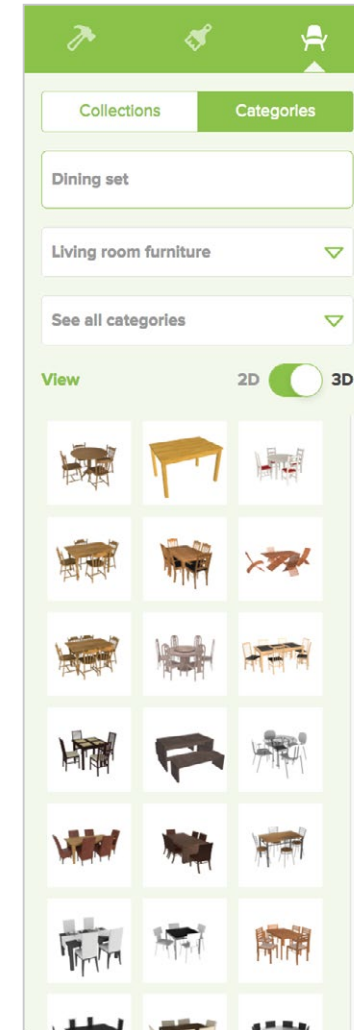 Collections
Categories
Dining set
Living room furniture
See all categories
View
2D
3D